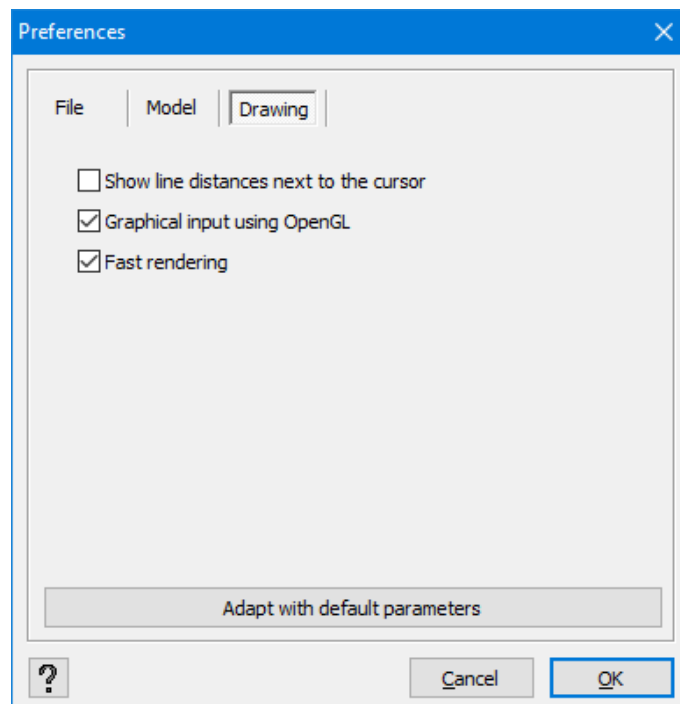 Preferences
File Model Drawing
Show line distances next to the cursor
Graphical input using OpenGL
Fast rendering
Adapt with default parameters
? Cancel OK